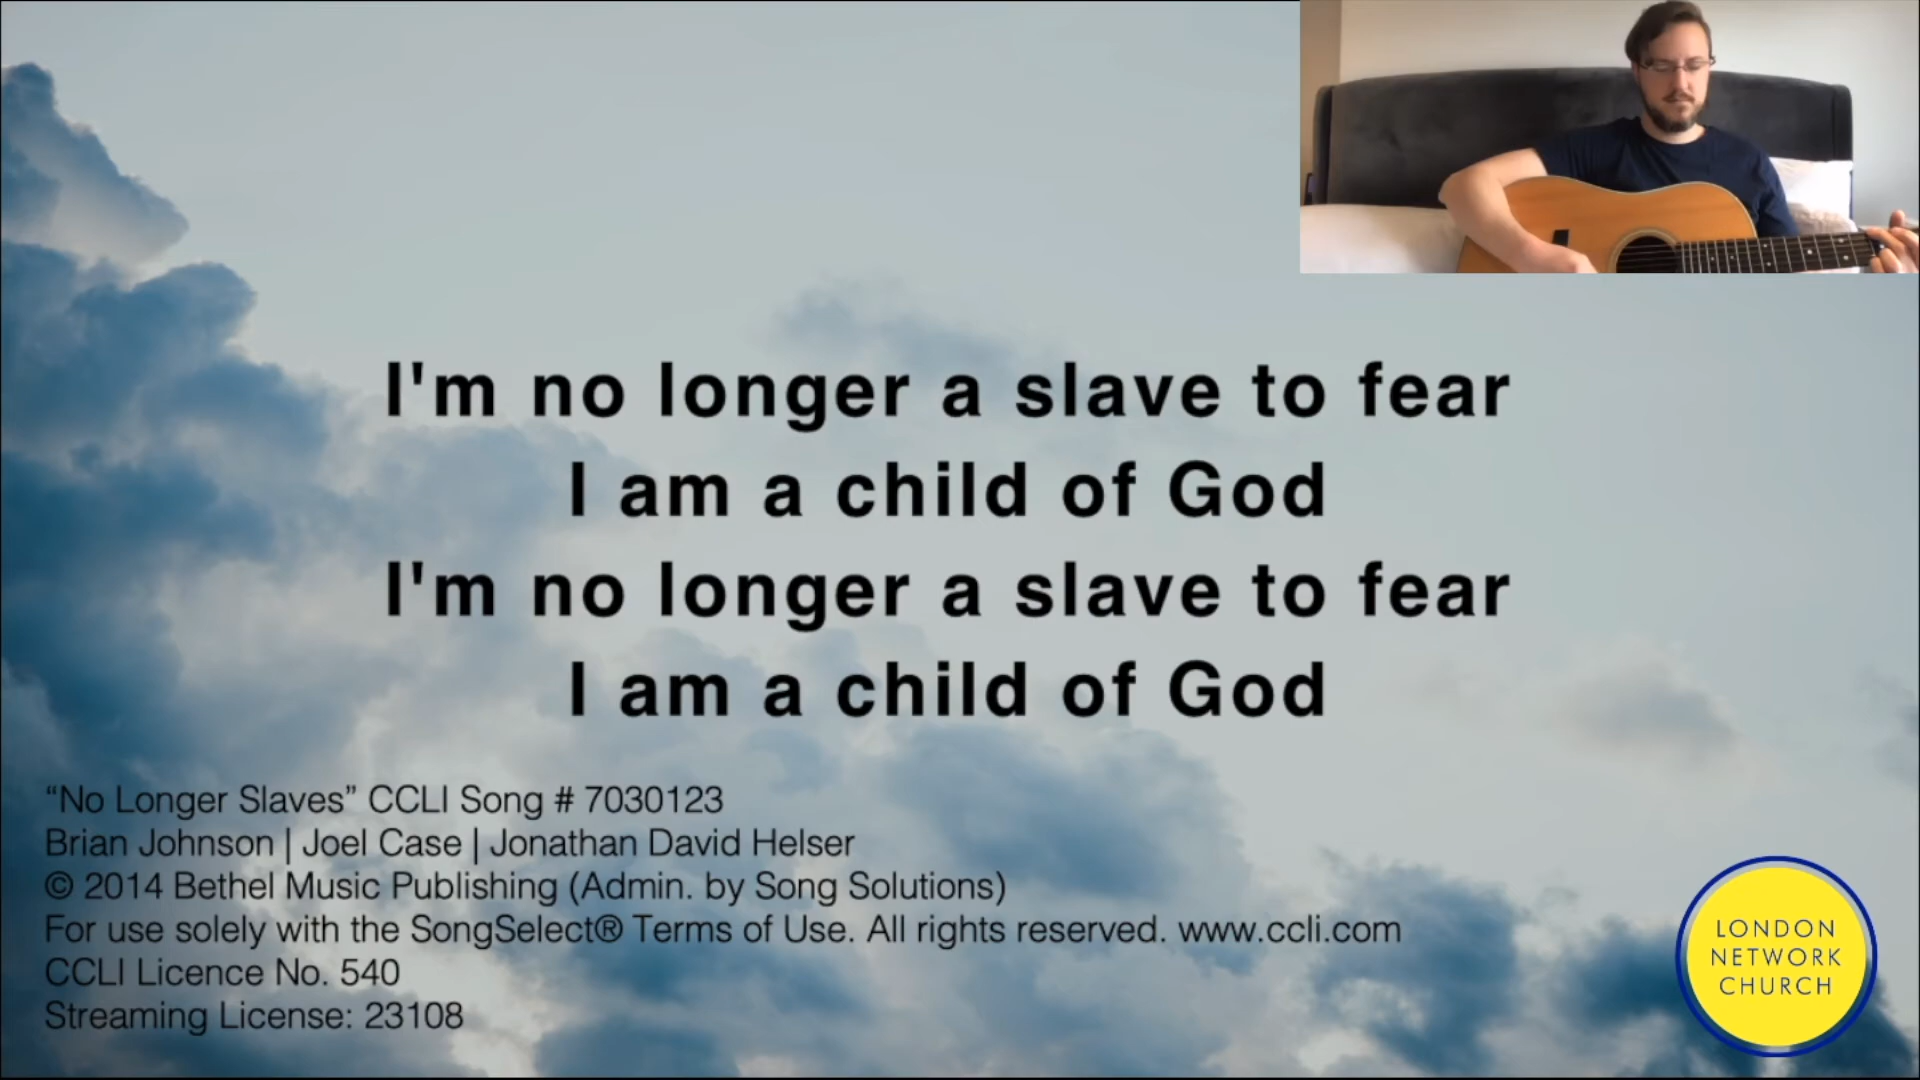 I'm no longer a slave to fear
I am a child of God
I'm no longer a slave to fear
I am a child of God
“No Longer Slaves” CCLI Song # 7030123
Brian Johnson | Joel Case | Jonathan David Helser
© 2014 Bethel Music Publishing (Admin. by Song Solutions)
For use solely with the SongSelect® Terms of Use. All rights reserved. www.ccli.com
CCLI Licence No. 540
Streaming License: 23108
LONDON
NETWORK
CHURCH